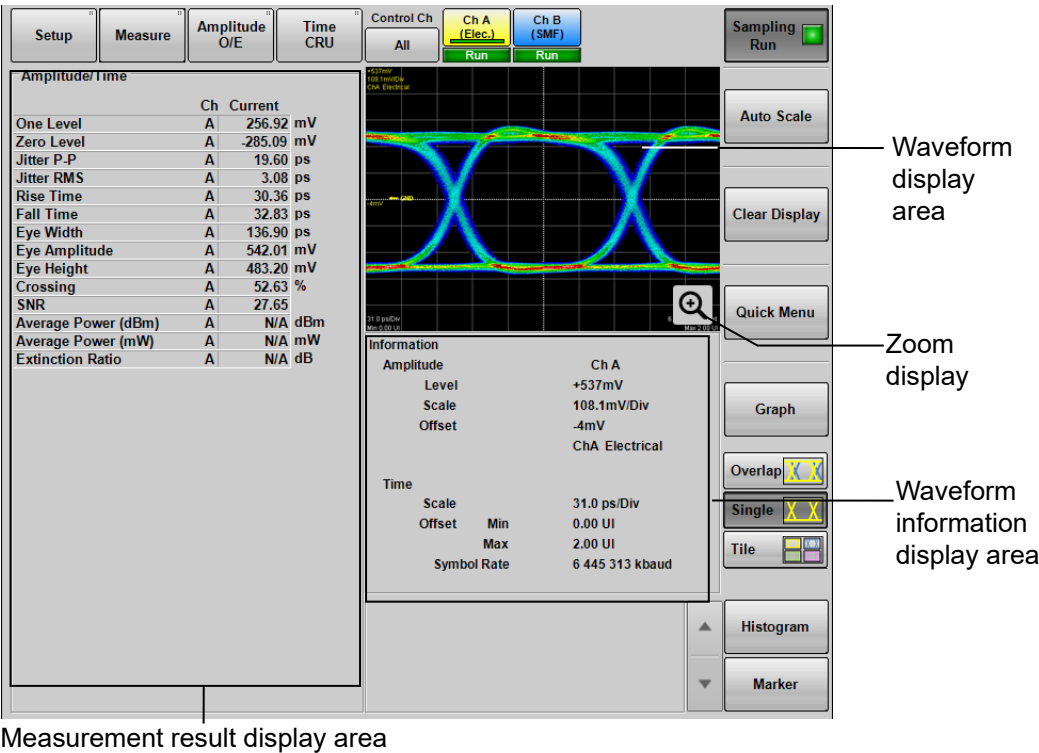 Setup
Measure
Amplitude
O/E
Time
CRU
Control Ch
All
Ch A
(Elec.)
Run
Ch B
(SMF)
Run
Sampling
Run
Amplitude/Time
Ch Current
One Level A 256.92 mV
Zero Level A -285.09 mV
Jitter P-P A 19.60 ps
Jitter RMS A 3.08 ps
Rise Time A 30.36 ps
Fall Time A 32.83 ps
Eye Width A 136.90 ps
Eye Amplitude A 542.01 mV
Eye Height A 483.20 mV
Crossing A 52.63 %
SNR A 27.65
Average Power (dBm) A N/A dBm
Average Power (mW) A N/A mW
Extinction Ratio A N/A dB
+537mV
108.1mV/Div
ChA Electrical
-4mV
GND
31.0 ps/Div
Min 0.00 UI
Max 2.00 UI
Information
Amplitude Ch A
Level +537mV
Scale 108.1mV/Div
Offset -4mV
ChA Electrical
Time
Scale 31.0 ps/Div
Offset Min 0.00 UI
Max 2.00 UI
Symbol Rate 6 445 313 kbaud
Auto Scale
Clear Display
Quick Menu
Graph
Overlap
Single
Tile
Histogram
Marker
Waveform
display
area
Zoom
display
Waveform
information
display area
Measurement result display area